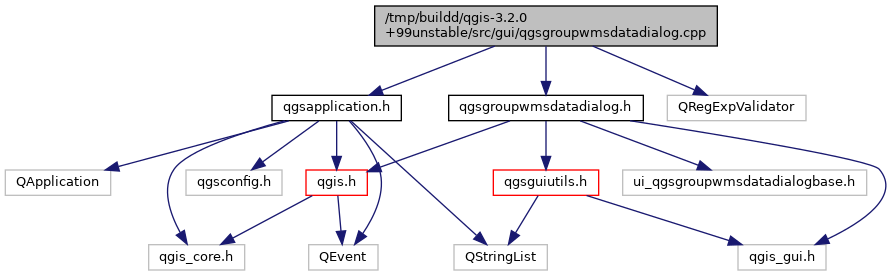 /tmp/buildd/qgis-3.2.0
+99unstable/src/gui/qgsgroupwmsdatadialog.cpp
qgsapplication.h
qgsgroupwmsdatadialog.h
QRegExpValidator
QApplication
qgsconfig.h
qgis.h
qgsguiutils.h
ui_qgsgroupwmsdatadialogbase.h
qgis_core.h
QEvent
QStringList
qgis_gui.h